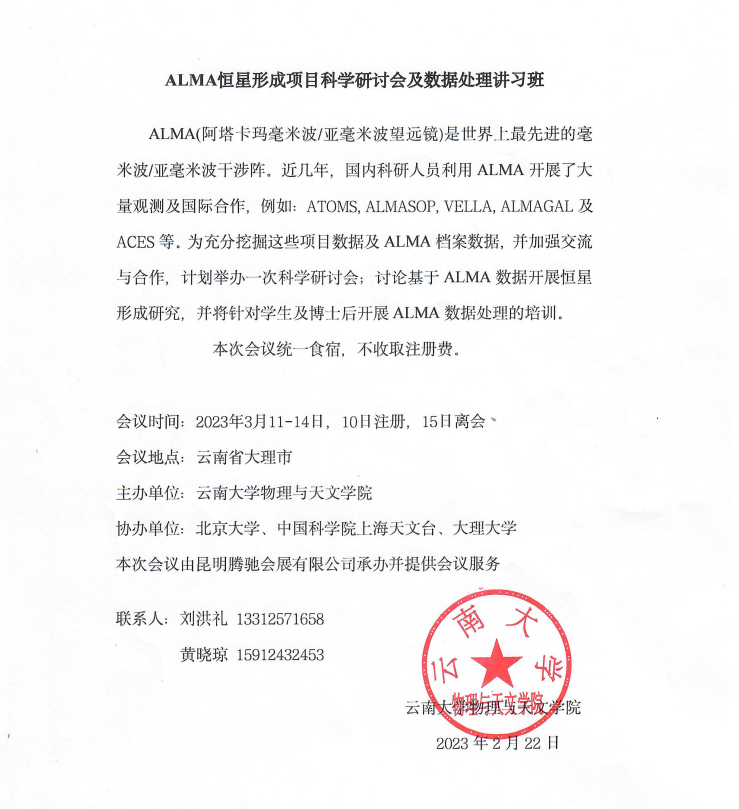 ALMA恒星形成项目科学研讨会及数据处理讲习班
ALMA(阿塔卡玛毫米波/亚毫米波望远镜)是世界上最先进的毫
米波/亚毫米波干涉阵。近几年，国内科研人员利用 ALMA 开展了大
量观测及国际合作，例如：ATOMS, ALMASOP, VELLA, ALMAGAL 及
ACES 等。为充分挖掘这些项目数据及 ALMA 档案数据，并加强交流
与合作，计划举办一次科学研讨会；讨论基于 ALMA 数据开展恒星
形成研究，并将针对学生及博士后开展 ALMA 数据处理的培训。
本次会议统一食宿，不收取注册费。
会议时间：2023年3月11-14日，10日注册，15日离会
会议地点：云南省大理市
主办单位：云南大学物理与天文学院
协办单位：北京大学、中国科学院上海天文台、大理大学
本次会议由昆明腾驰会展有限公司承办并提供会议服务
联系人：刘洪礼 13312571658
黄晓琼 15912432453
云南大学
物理与天文学院
云南大学物理与天文学院
2023 年 2 月 22 日